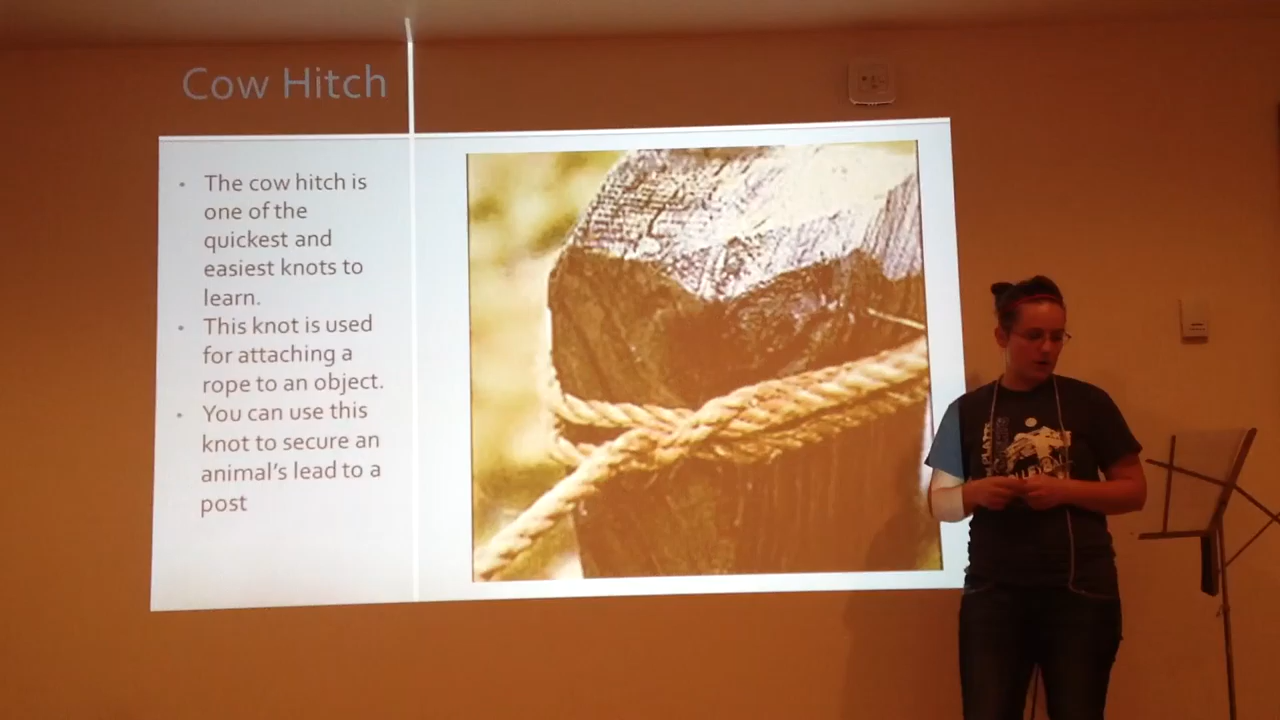 Cow Hitch
• The cow hitch is
one of the
quickest and
easiest knots to
learn.
• This knot is used
for attaching a
rope to an object.
• You can use this
knot to secure an
animal's lead to a
post